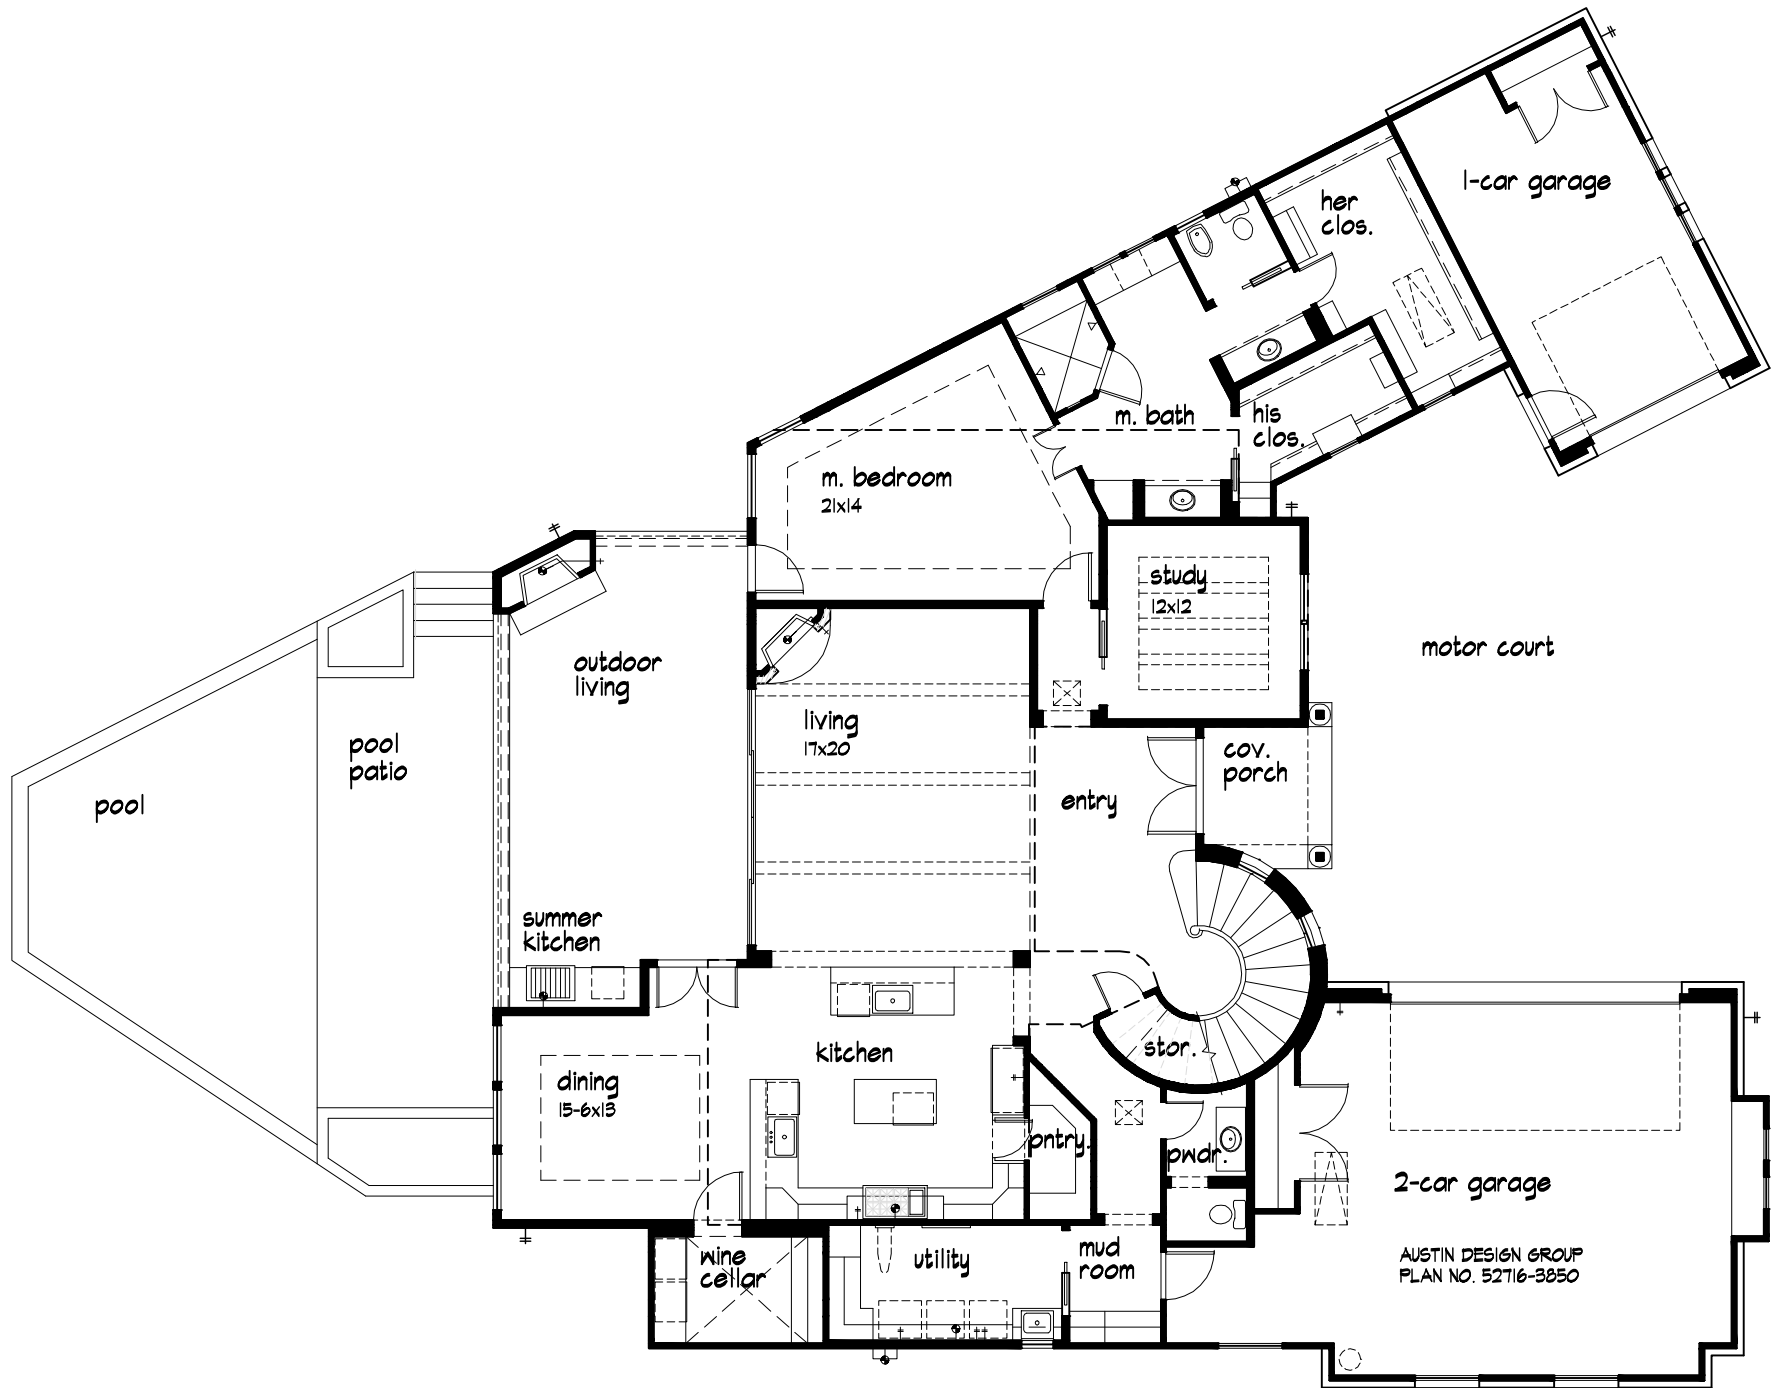 1-car garage
her
clos.
m. bath
his
clos.
m. bedroom
21x14
study
12x12
motor court
outdoor
living
living
17x20
pool
patio
pool
cov.
porch
entry
summer
kitchen
kitchen
stor.
dining
15-6x13
pntry.
pwdr.
2-car garage
wine
cellar
utility
mud
room
AUSTIN DESIGN GROUP
PLAN NO. 52716-3850